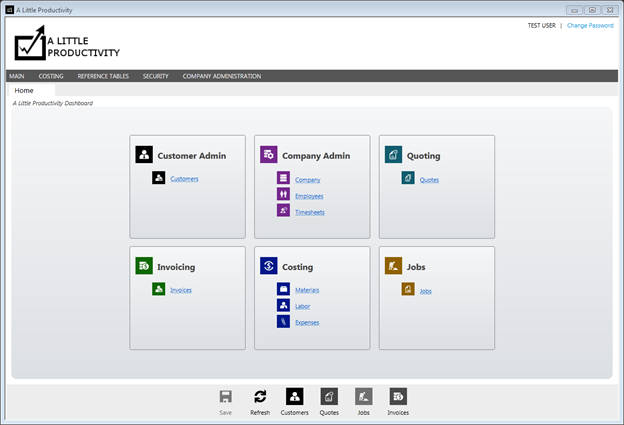 A Little Productivity
TEST USER | Change Password
A LITTLE
PRODUCTIVITY
MAIN COSTING REFERENCE TABLES SECURITY COMPANY ADMINISTRATION
Home
A Little Productivity Dashboard
Customer Admin
Customers
Company Admin
Company
Employees
Timesheets
Quoting
Quotes
Invoicing
Invoices
Costing
Materials
Labor
Expenses
Jobs
Jobs
Save Refresh Customers Quotes Jobs Invoices